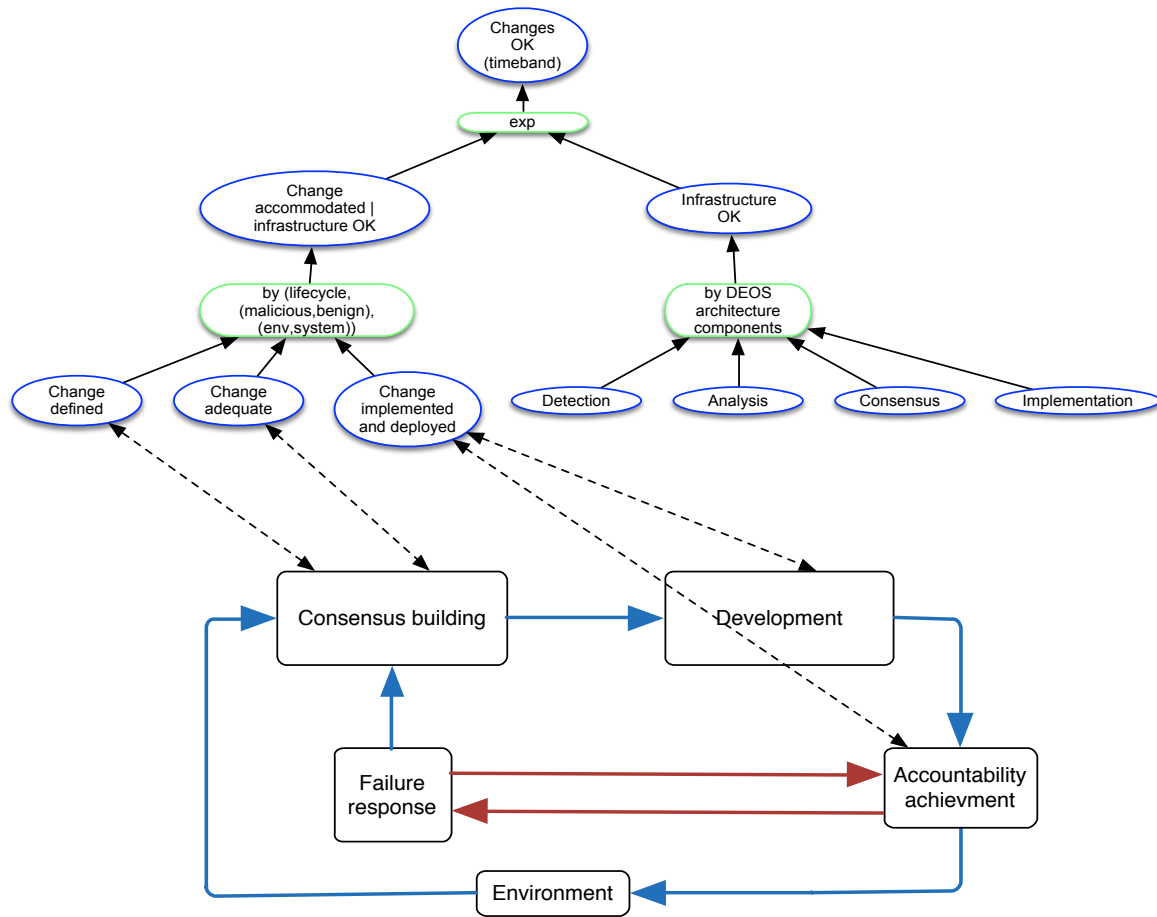 Changes
OK
(timeband)
exp
Change
accommodated |
infrastructure OK
Infrastructure
OK
by (lifecycle,
(malicious,benign),
(env,system))
by DEOS
architecture
components
Change
defined
Change
adequate
Change
implemented
and deployed
Detection
Analysis
Consensus
Implementation
Consensus building
Development
Failure
response
Accountability
achievment
Environment